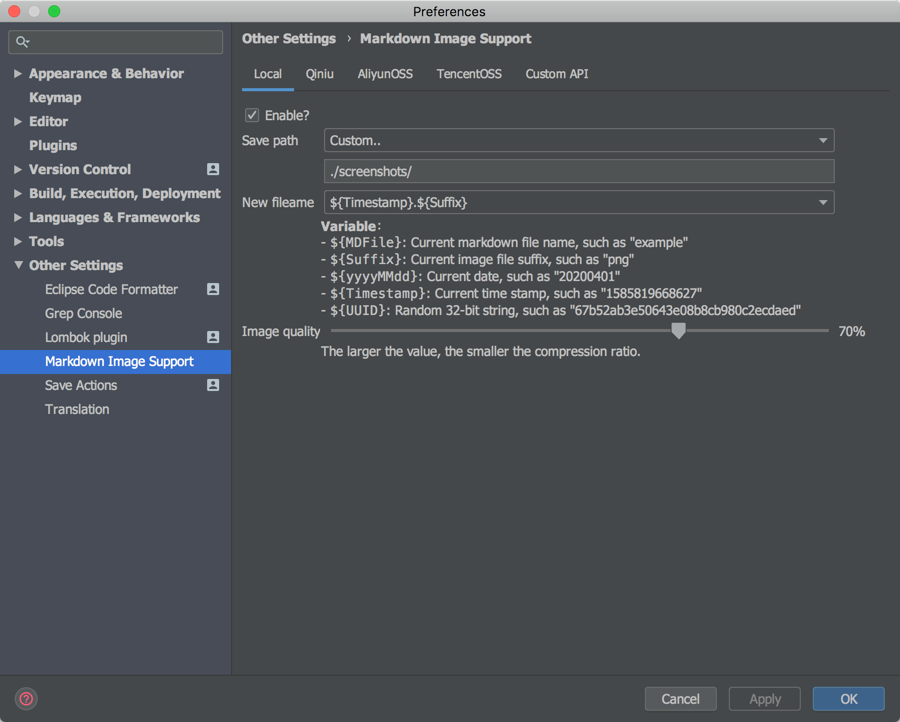 Preferences
Other Settings › Markdown Image Support
Appearance & Behavior
Keymap
Editor
Plugins
Version Control
Build, Execution, Deployment
Languages & Frameworks
Tools
Other Settings
Eclipse Code Formatter
Grep Console
Lombok plugin
Markdown Image Support
Save Actions
Translation
Local Qiniu AliyunOSS TencentOSS Custom API
Enable?
Save path Custom..
./screenshots/
New fileame ${Timestamp}.${Suffix}
Variable:
- ${MDFile}: Current markdown file name, such as "example"
- ${Suffix}: Current image file suffix, such as "png"
- ${yyyyMMdd}: Current date, such as "20200401"
- ${Timestamp}: Current time stamp, such as "1585819668627"
- ${UUID}: Random 32-bit string, such as "67b52ab3e50643e08b8cb980c2ecdaed"
Image quality 70%
The larger the value, the smaller the compression ratio.
? Cancel Apply OK